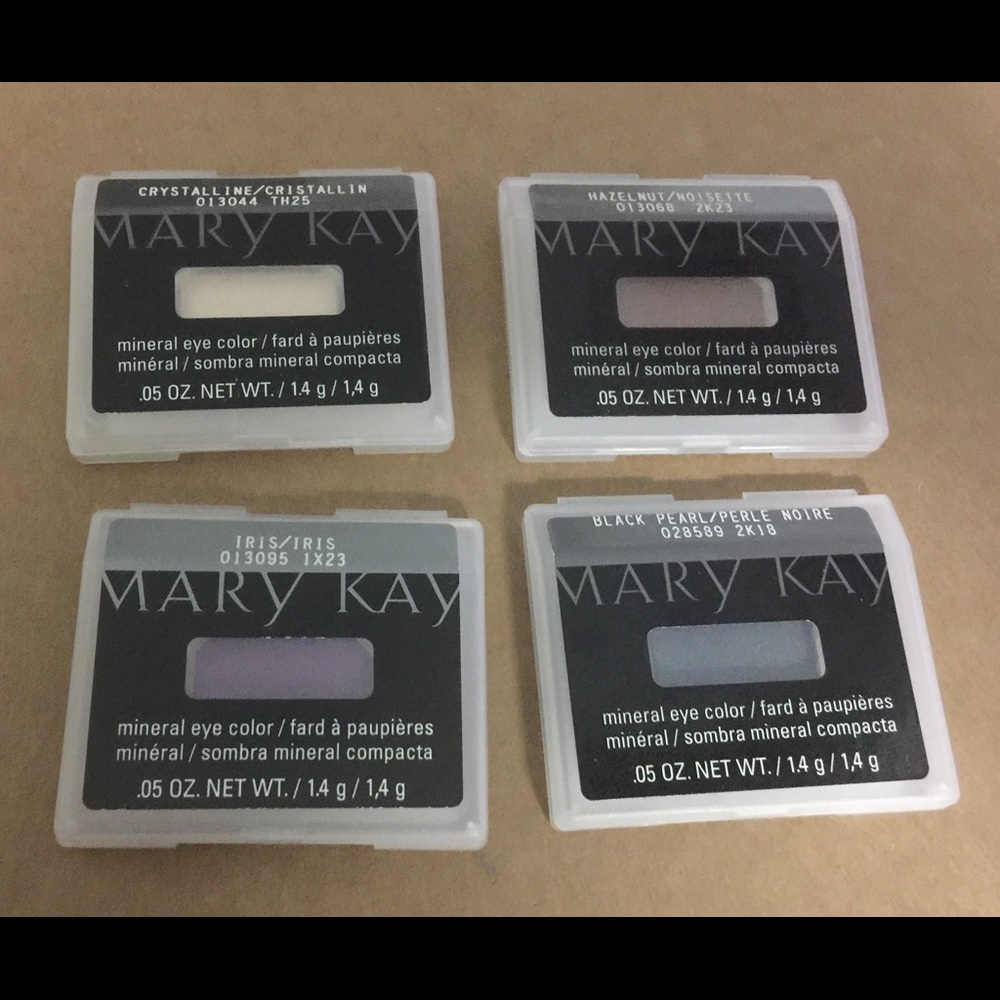 CRYSTALLINE/CRISTALLIN
013044 TH25
MARY KAY
mineral eye color / fard à paupières
minéral / sombra mineral compacta
.05 OZ. NET WT. / 1.4 g / 1,4 g
HAZELNUT/NOISETTE
013068 2K23
MARY KAY
mineral eye color / fard à paupières
minéral / sombra mineral compacta
.05 OZ. NET WT. / 1.4 g / 1,4 g
IRIS/IRIS
013095 1X23
MARY KAY
mineral eye color / fard à paupières
minéral / sombra mineral compacta
.05 OZ. NET WT. / 1.4 g / 1,4 g
BLACK PEARL/PERLE NOIRE
028589 2K18
MARY KAY
mineral eye color / fard à paupières
minéral / sombra mineral compacta
.05 OZ. NET WT. / 1.4 g / 1,4 g